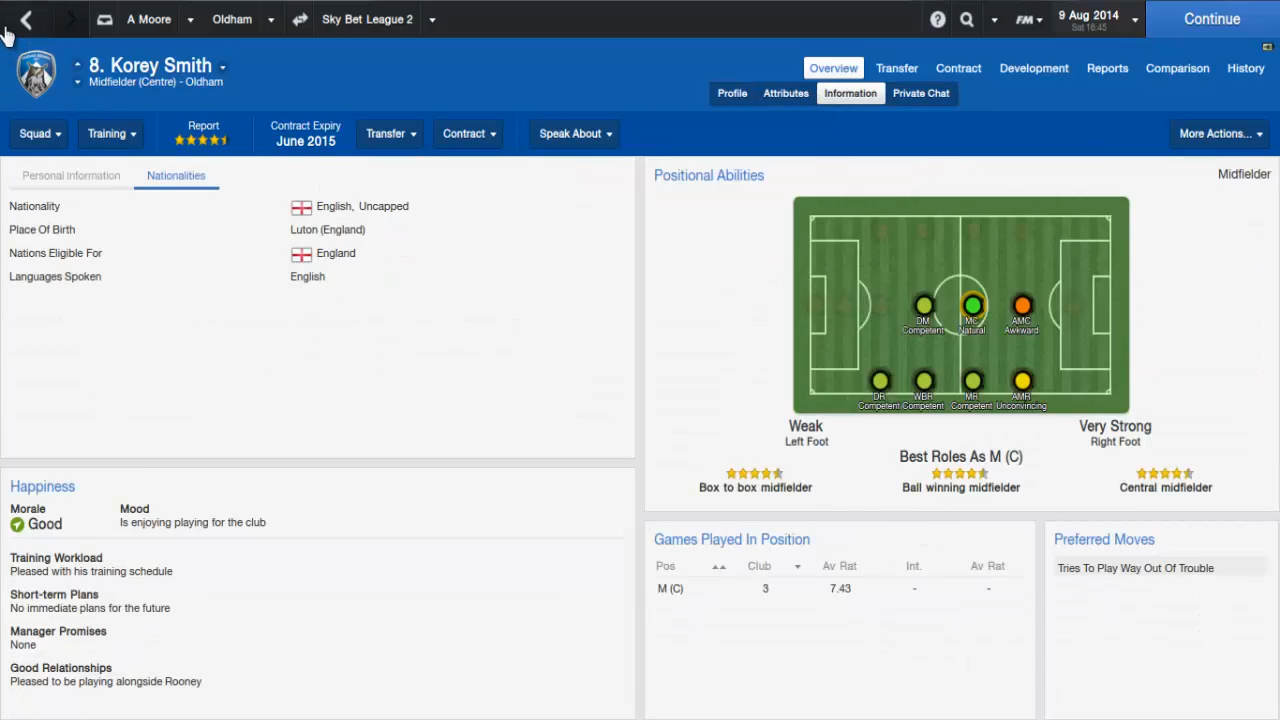 A Moore
Oldham
Sky Bet League 2
FM
9 Aug 2014
Sat 16:45
Continue
8. Korey Smith
Midfielder (Centre) - Oldham
Overview Transfer Contract Development Reports Comparison History
Profile Attributes Information Private Chat
Squad
Training
Report
Contract Expiry
June 2015
Transfer
Contract
Speak About
More Actions...
Personal Information Nationalities
Nationality English, Uncapped
Place Of Birth Luton (England)
Nations Eligible For England
Languages Spoken English
Positional Abilities Midfielder
DM
Competent
MC
Natural
AMC
Awkward
DR
Competent
WBR
Competent
MR
Competent
AMR
Unconvincing
Weak
Left Foot
Very Strong
Right Foot
Best Roles As M (C)
Box to box midfielder
Ball winning midfielder
Central midfielder
Happiness
Morale
Good
Mood
Is enjoying playing for the club
Training Workload
Pleased with his training schedule
Short-term Plans
No immediate plans for the future
Manager Promises
None
Good Relationships
Pleased to be playing alongside Rooney
Games Played In Position
Pos Club Av Rat Int. Av Rat
M (C) 3 7.43 - -
Preferred Moves
Tries To Play Way Out Of Trouble